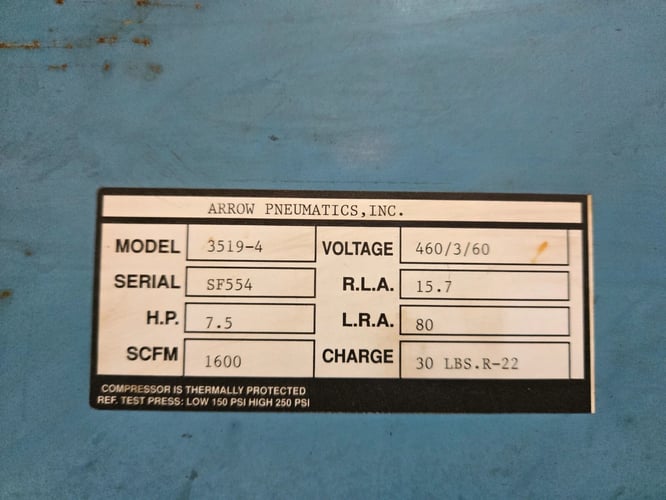 ARROW PNEUMATICS,INC.
MODEL 3519-4 VOLTAGE 460/3/60
SERIAL SF554 R.L.A. 15.7
H.P. 7.5 L.R.A. 80
SCFM 1600 CHARGE 30 LBS.R-22
COMPRESSOR IS THERMALLY PROTECTED
REF. TEST PRESS: LOW 150 PSI HIGH 250 PSI